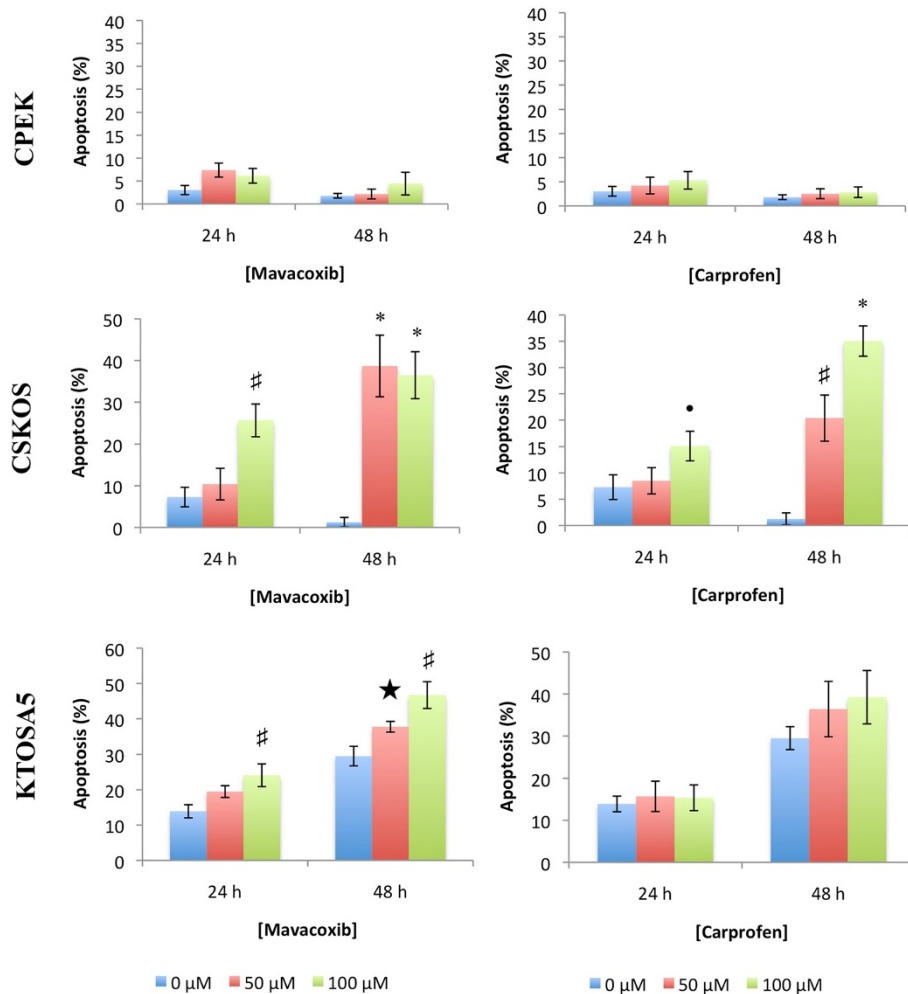 CPEK
Apoptosis (%)
40
35
30
25
20
15
10
5
0
24 h 48 h
[Mavacoxib]
Apoptosis (%)
40
35
30
25
20
15
10
5
0
24 h 48 h
[Carprofen]
CSKOS
Apoptosis (%)
50
40
30
20
10
0
♯ * *
24 h 48 h
[Mavacoxib]
Apoptosis (%)
40
35
30
25
20
15
10
5
0
• ♯ *
24 h 48 h
[Carprofen]
KTOSA5
Apoptosis (%)
60
50
40
30
20
10
0
♯ ★ ♯
24 h 48 h
[Mavacoxib]
Apoptosis (%)
50
40
30
20
10
0
24 h 48 h
[Carprofen]
0 µM 50 µM 100 µM
0 µM 50 µM 100 µM